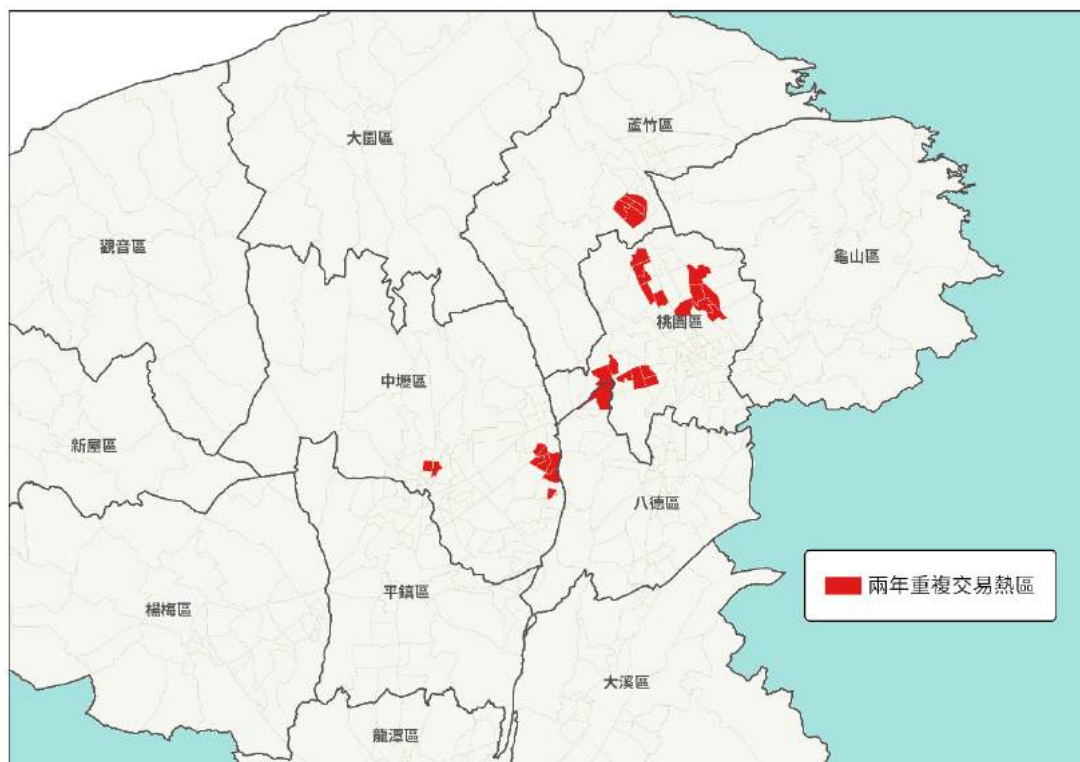 蘆竹區
大園區
觀音區
龜山區
桃園區
中壢區
新屋區
八德區
平鎮區
楊梅區
兩年重複交易熱區
大溪區
龍潭區